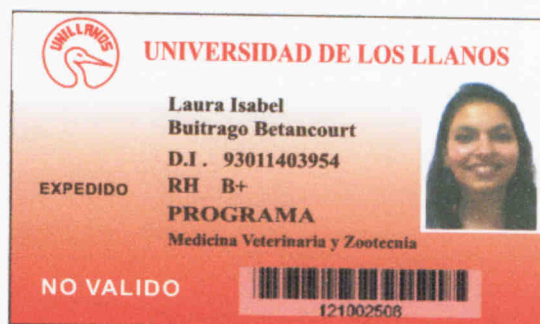 UNILLANOS
UNIVERSIDAD DE LOS LLANOS
Laura Isabel
Buitrago Betancourt
D.I. 93011403954
EXPEDIDO RH B+
PROGRAMA
Medicina Veterinaria y Zootecnia
NO VALIDO
121002508